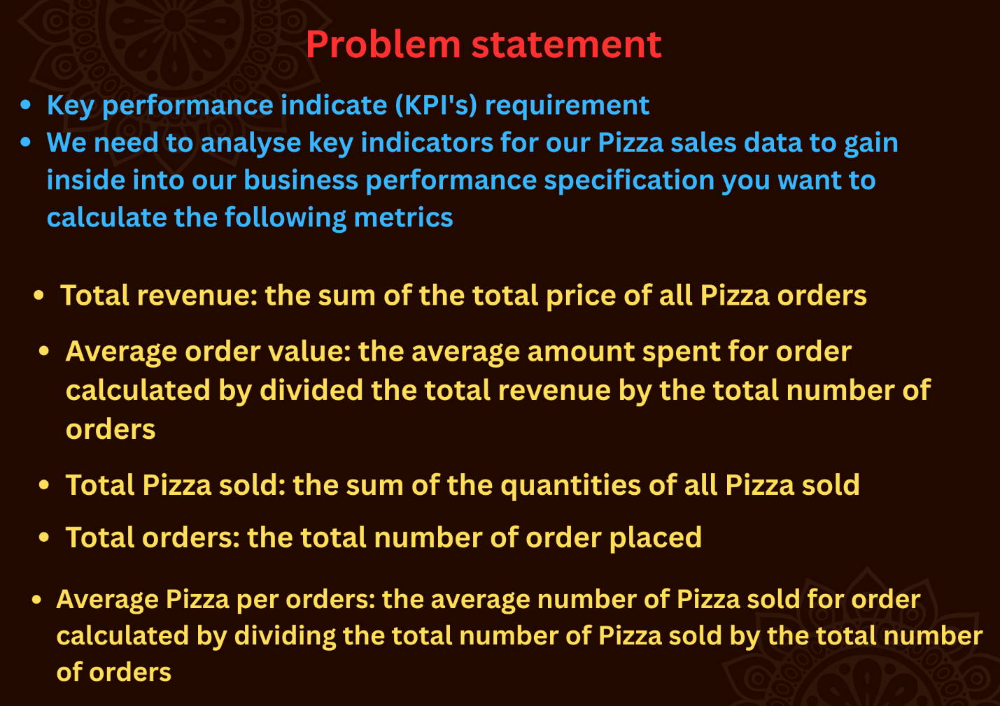 Problem statement
• Key performance indicate (KPI's) requirement
• We need to analyse key indicators for our Pizza sales data to gain
inside into our business performance specification you want to
calculate the following metrics
• Total revenue: the sum of the total price of all Pizza orders
• Average order value: the average amount spent for order
calculated by divided the total revenue by the total number of
orders
• Total Pizza sold: the sum of the quantities of all Pizza sold
• Total orders: the total number of order placed
• Average Pizza per orders: the average number of Pizza sold for order
calculated by dividing the total number of Pizza sold by the total number
of orders